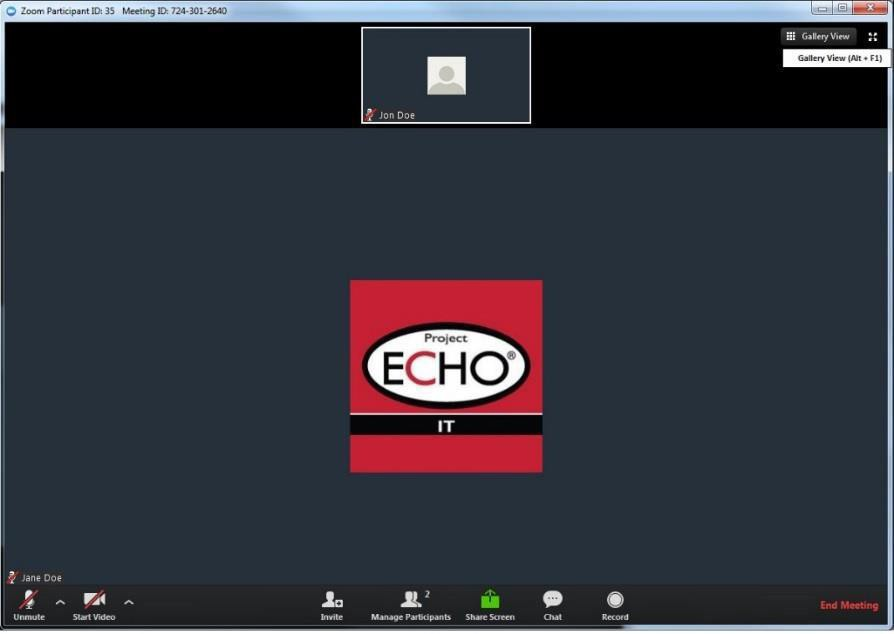 Zoom Participant ID: 35 Meeting ID: 724-301-2640
Gallery View
Gallery View (Alt + F1)
Jon Doe
Project
ECHO®
IT
Jane Doe
Unmute
Start Video
Invite
2
Manage Participants
Share Screen
Chat
Record
End Meeting